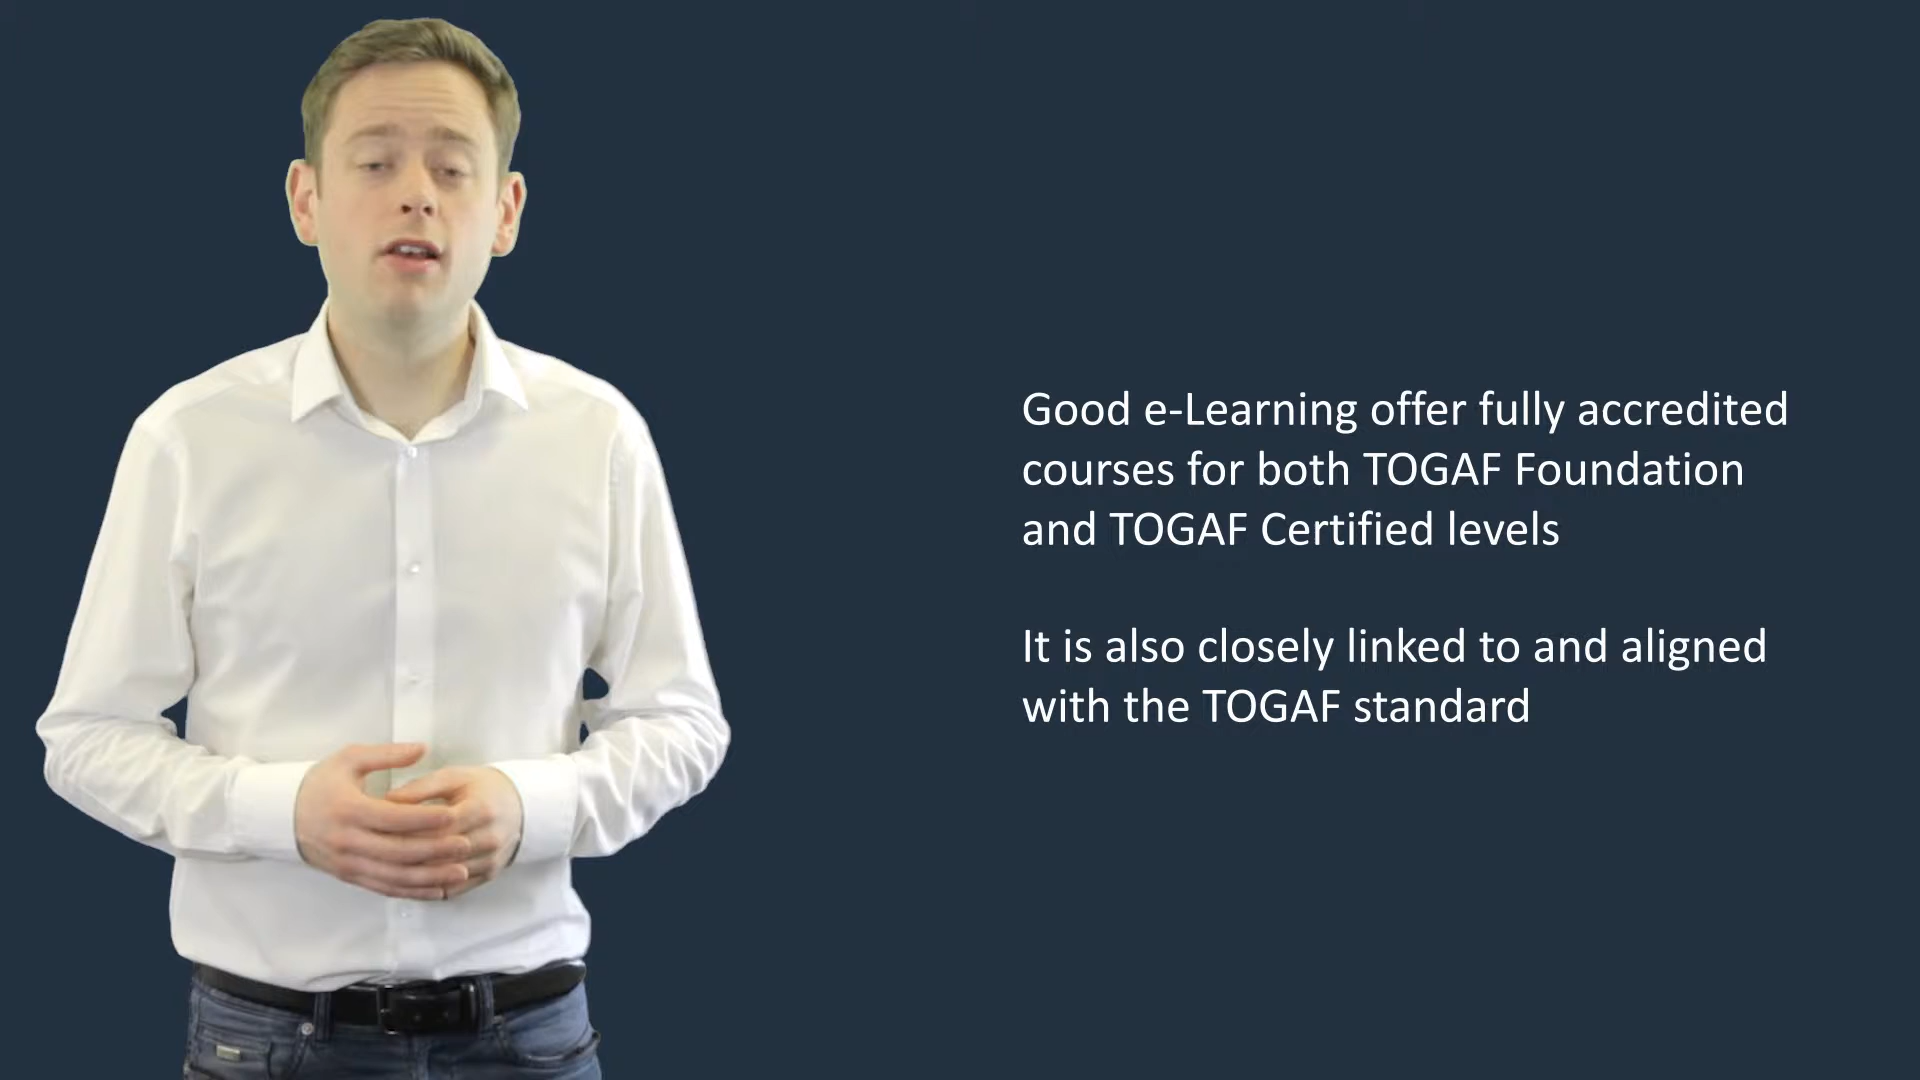 Good e-Learning offer fully accredited
courses for both TOGAF Foundation
and TOGAF Certified levels
It is also closely linked to and aligned
with the TOGAF standard